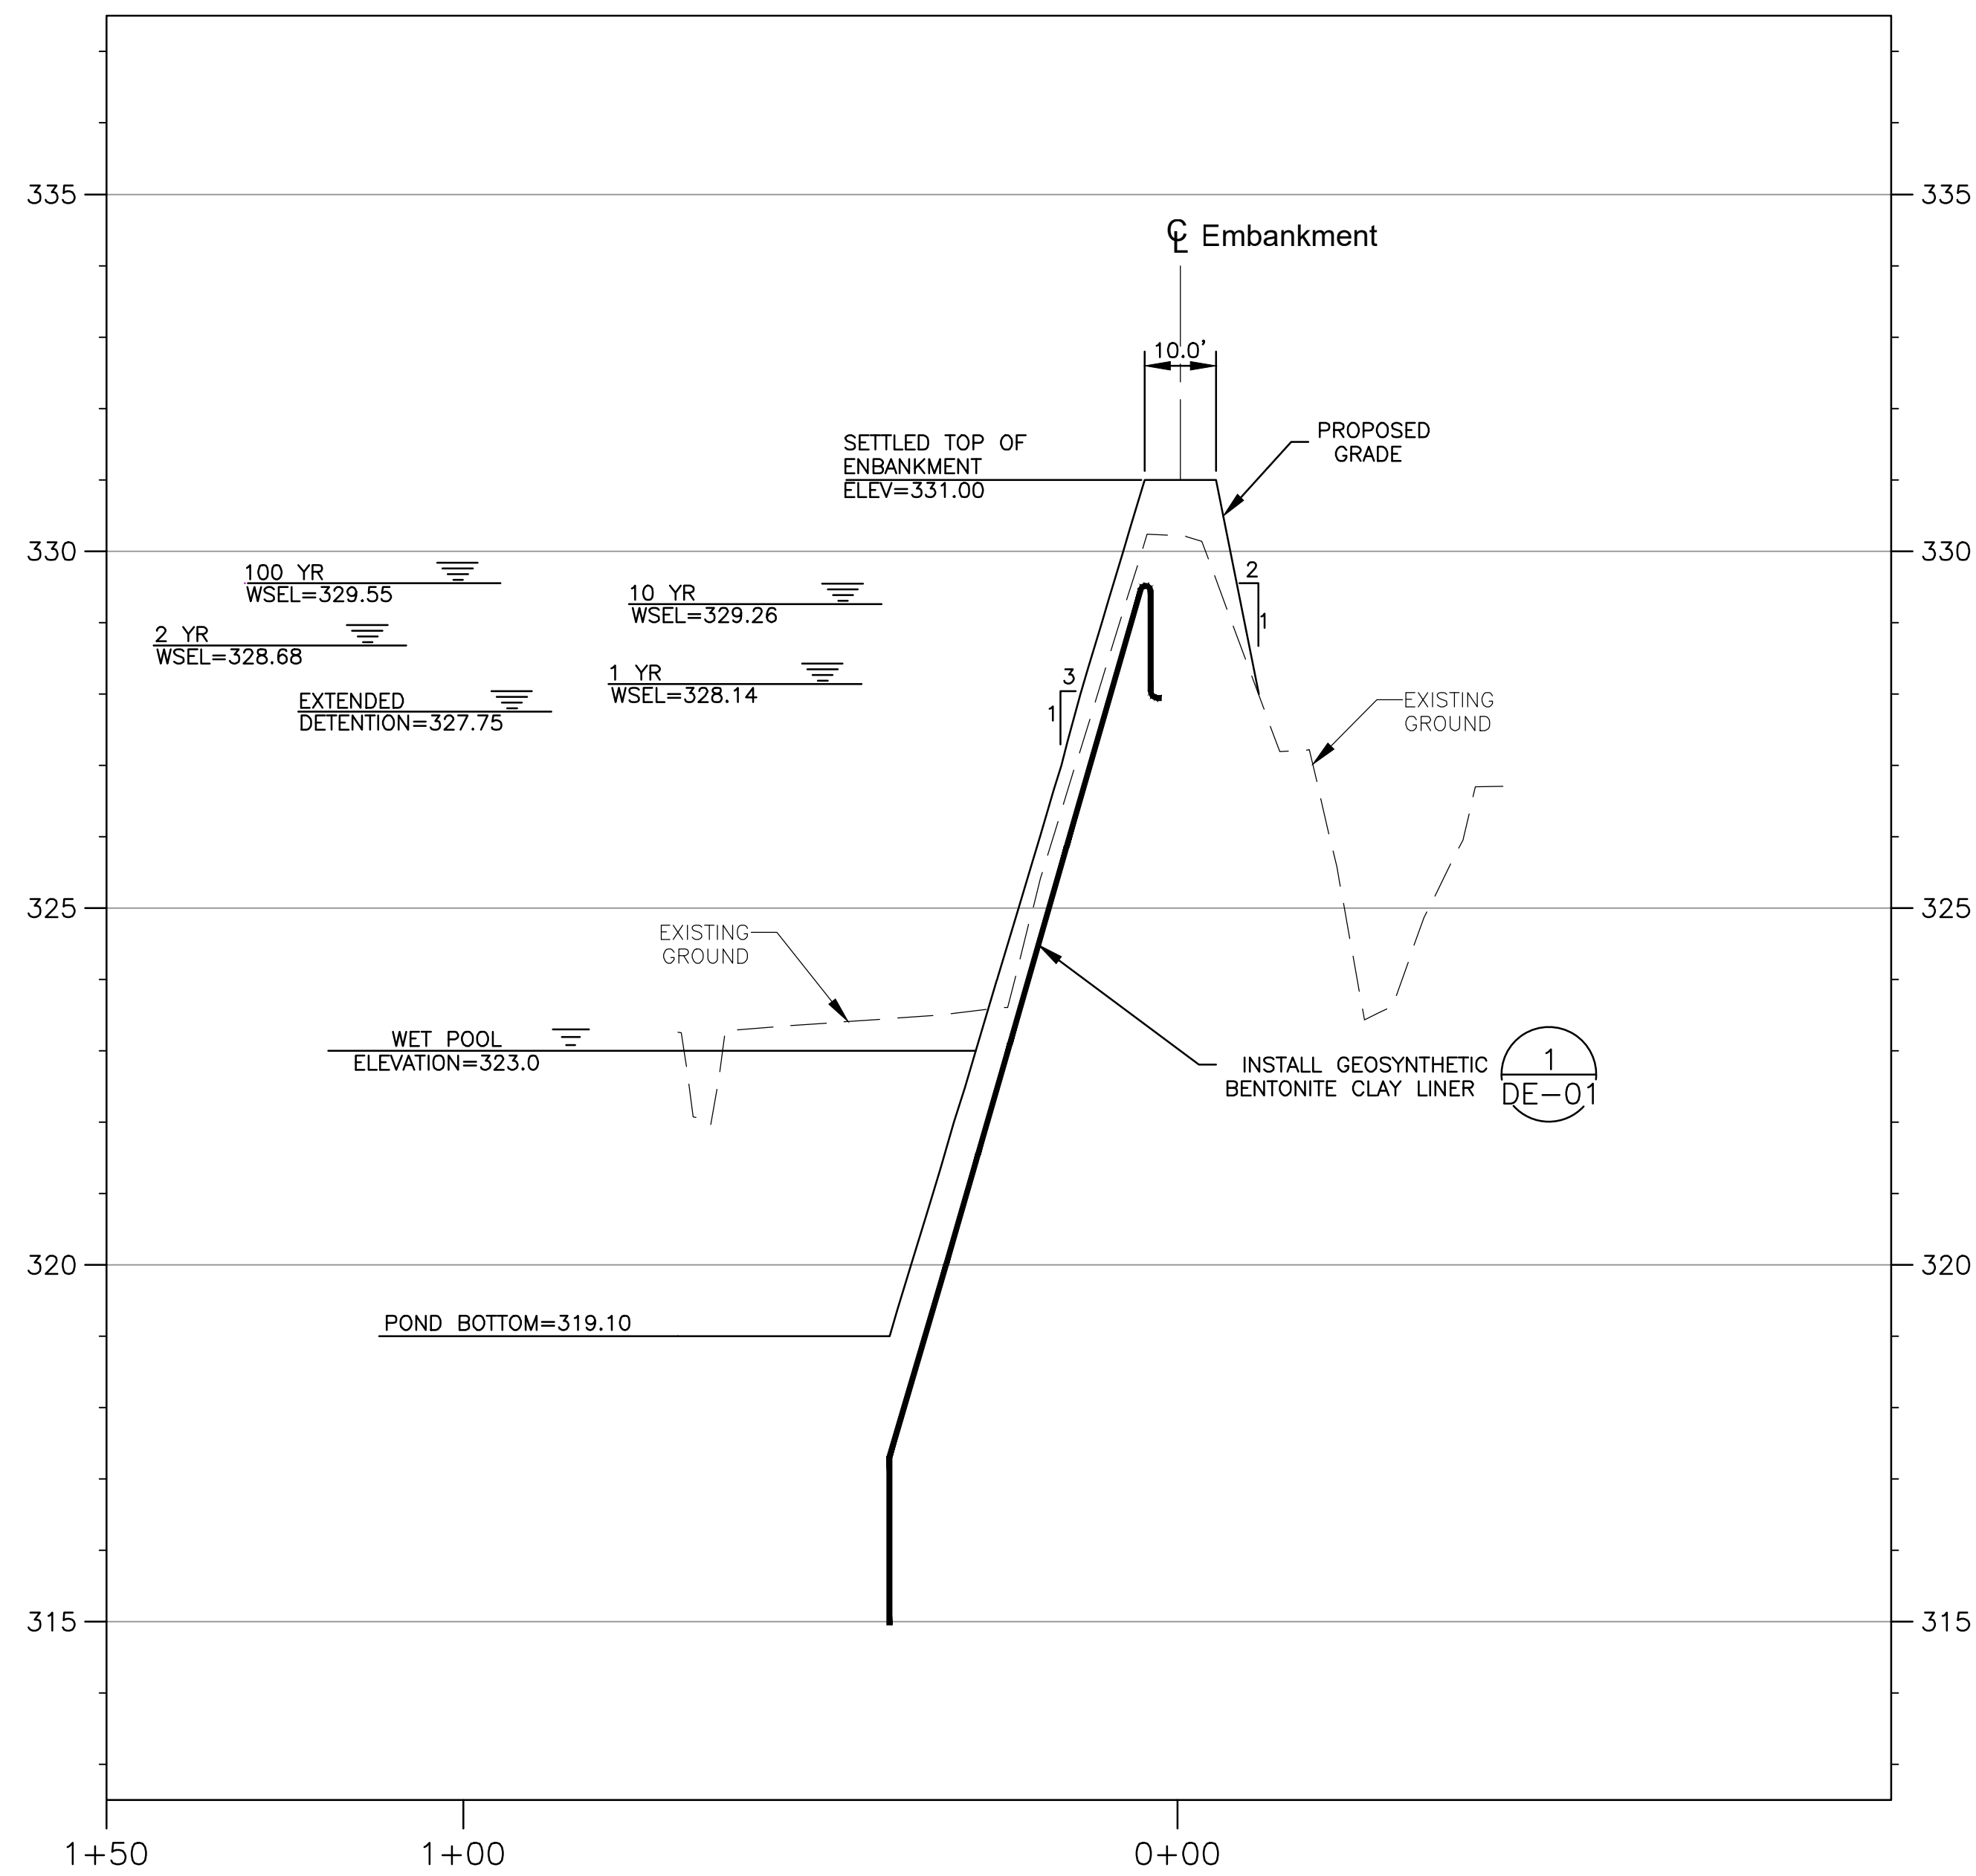 335
335
℄ Embankment
10.0'
SETTLED TOP OF
ENBANKMENT
ELEV=331.00
PROPOSED
GRADE
330
2
1
100 YR
WSEL=329.55
10 YR
WSEL=329.26
2 YR
WSEL=328.68
1 YR
WSEL=328.14
EXTENDED
DETENTION=327.75
3
1
EXISTING
GROUND
325
325
EXISTING
GROUND
WET POOL
ELEVATION=323.0
INSTALL GEOSYNTHETIC
BENTONITE CLAY LINER
1
DE-01
320
320
POND BOTTOM=319.10
315
315
1+50
1+00
0+00